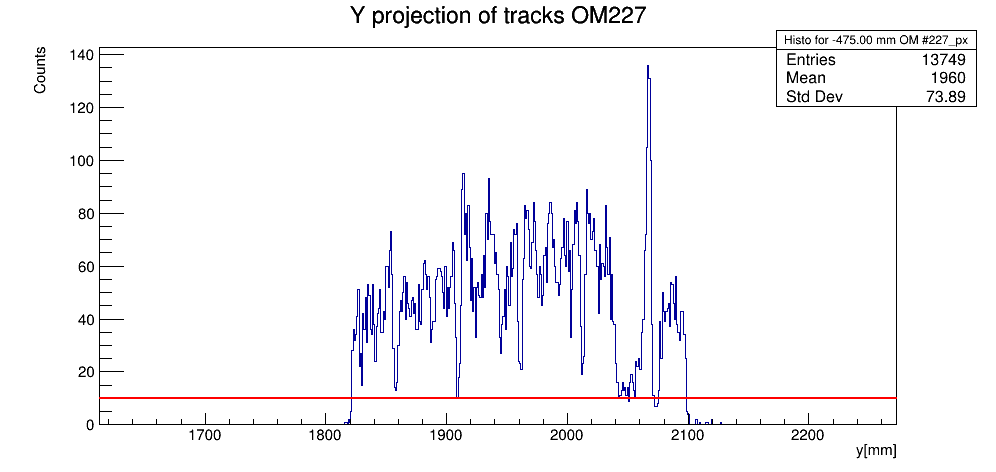 Y projection of tracks OM227
Histo for -475.00 mm OM #227_px
Entries 13749
Mean 1960
Std Dev 73.89
Counts
140
120
100
80
60
40
20
0
1700 1800 1900 2000 2100 2200
y[mm]